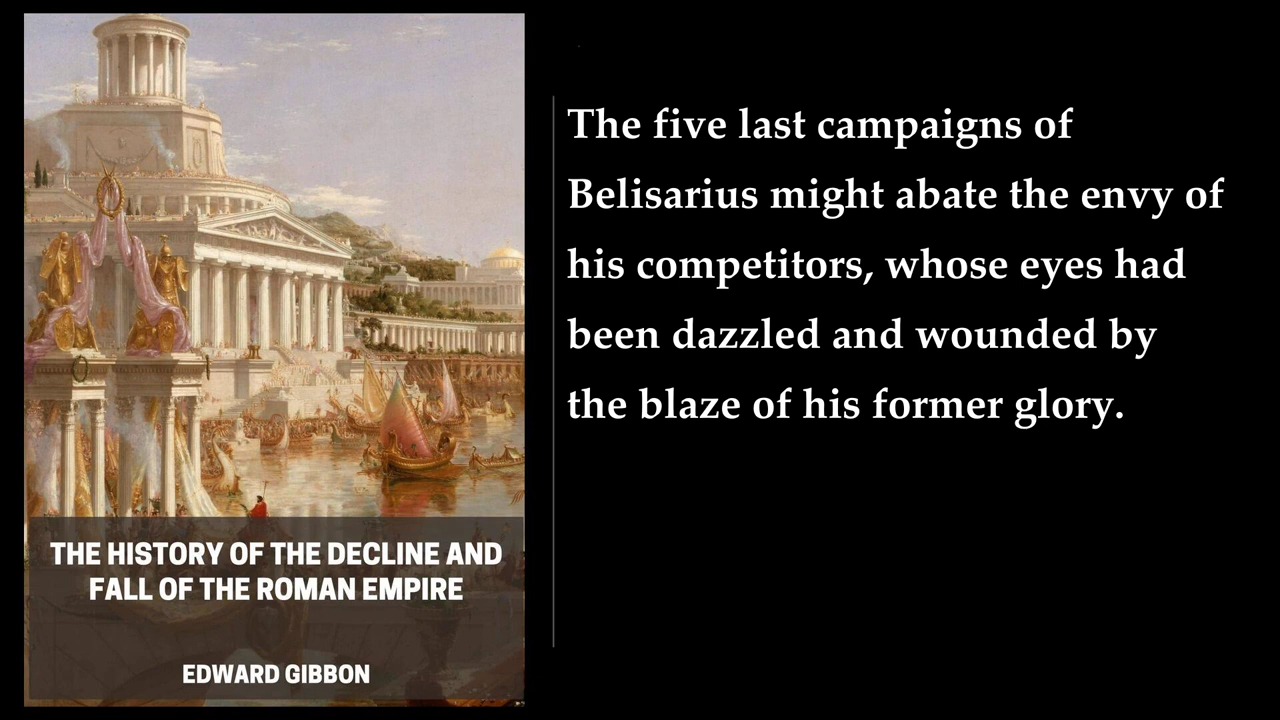 THE HISTORY OF THE DECLINE AND
FALL OF THE ROMAN EMPIRE
EDWARD GIBBON
The five last campaigns of
Belisarius might abate the envy of
his competitors, whose eyes had
been dazzled and wounded by
the blaze of his former glory.